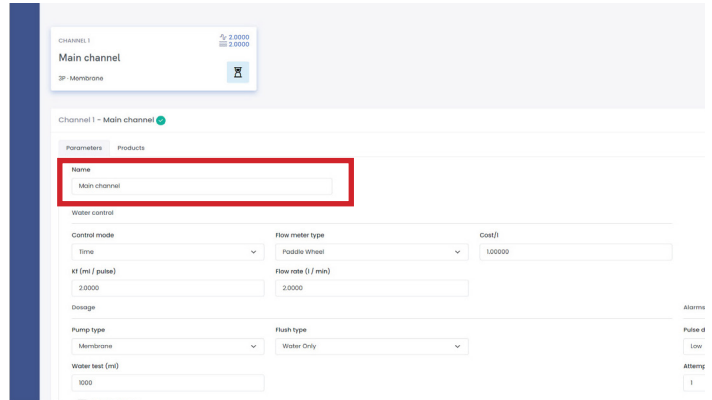 CHANNEL 1
2.0000
2.0000
Main channel
3P - Membrane
Channel 1 - Main channel
Parameters Products
Name
Main channel
Water control
Control mode Flow meter type Cost/l
Time Paddle Wheel 1.00000
Kf (ml / pulse) Flow rate (l / min)
2.0000 2.0000
Dosage Alarms
Pump type Flush type Pulse d
Membrane Water Only Low
Water test (ml) Attemp
1000 1